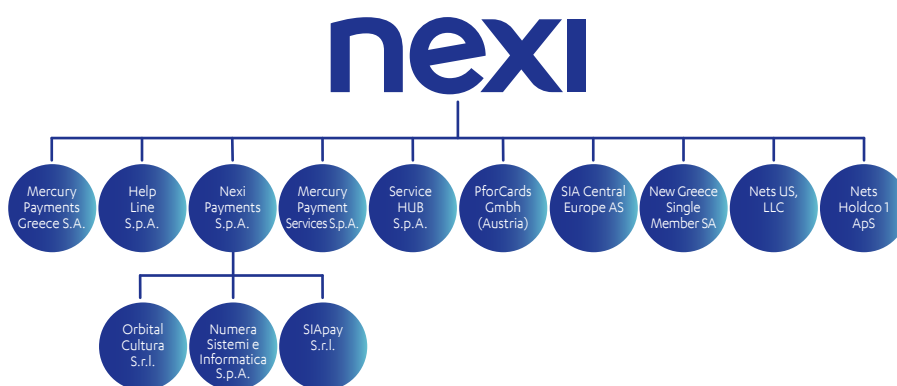 nexi
Mercury
Payments
Greece S.A.
Help
Line
S.p.A.
Nexi
Payments
S.p.A.
Mercury
Payment
Services S.p.A.
Service
HUB
S.p.A.
PforCards
Gmbh
(Austria)
SIA Central
Europe AS
New Greece
Single
Member SA
Nets US,
LLC
Nets
Holdco 1
ApS
Orbital
Cultura
S.r.l.
Numera
Sistemi e
Informatica
S.p.A.
SIApay
S.r.l.